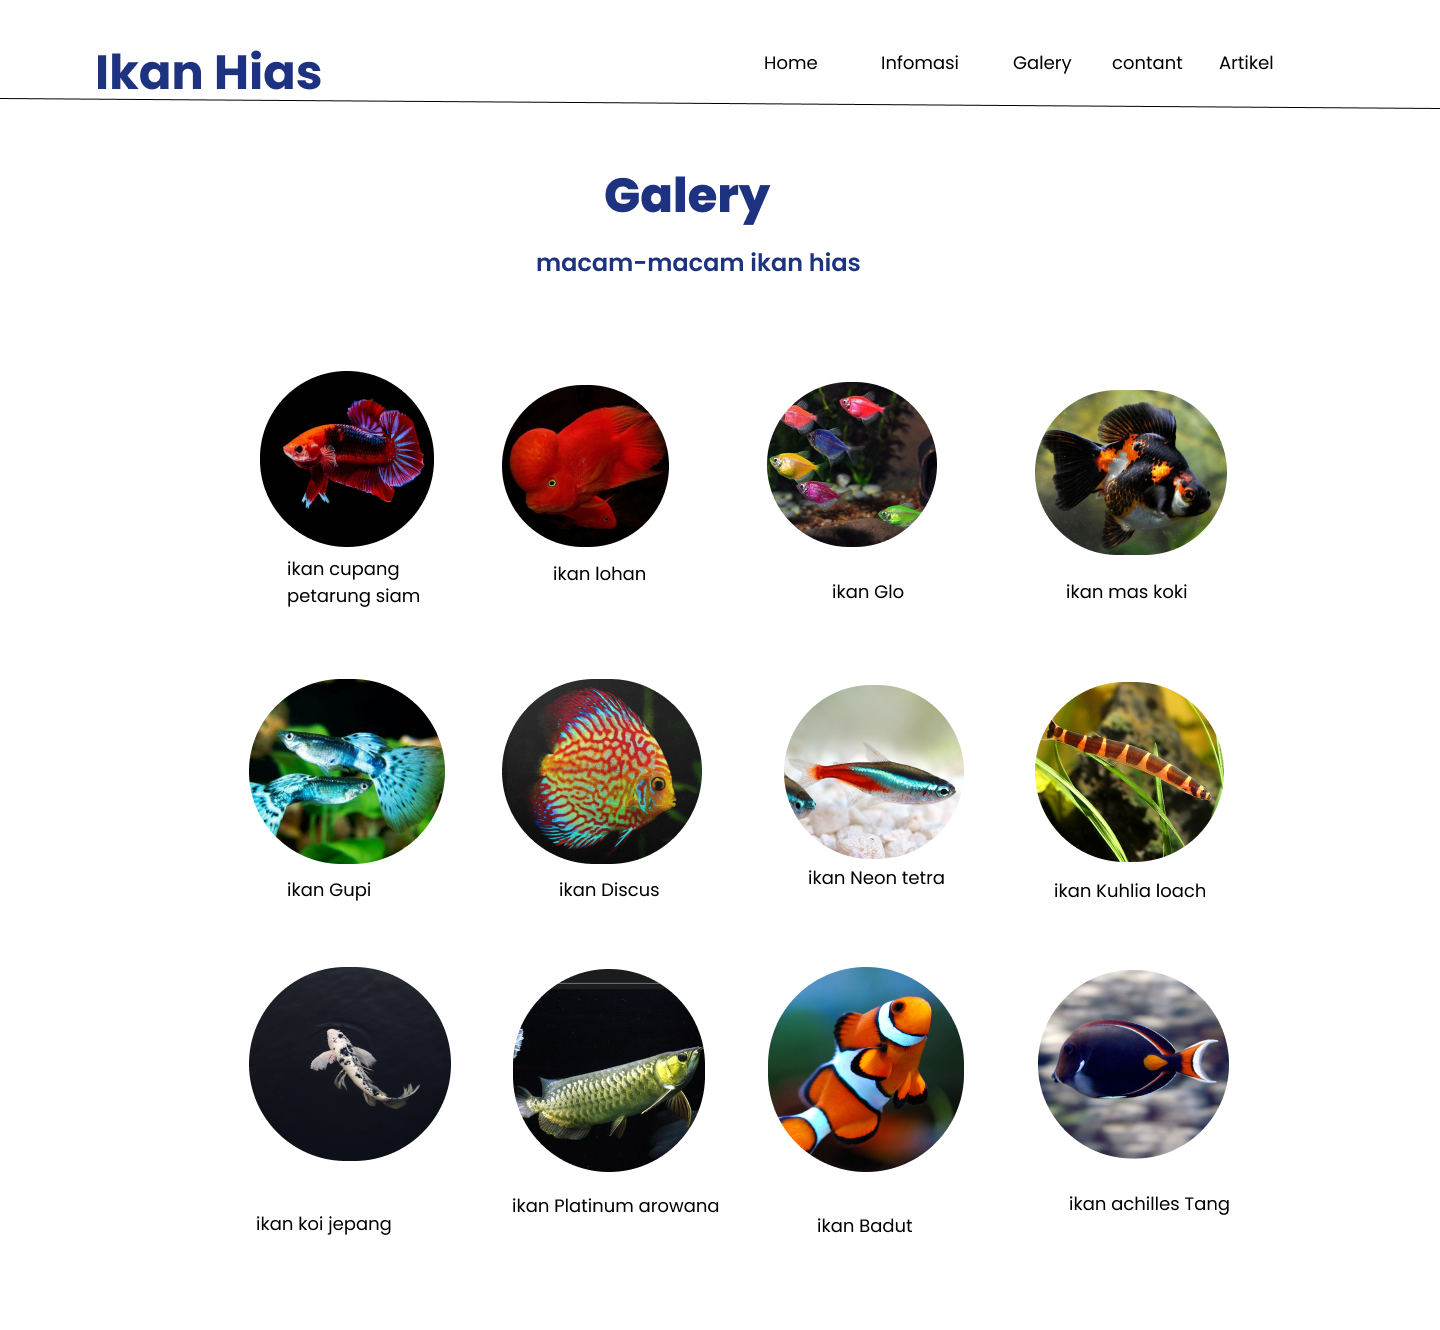 Ikan Hias
Home Infomasi Galery contant Artikel
Galery
macam-macam ikan hias
ikan cupang
petarung siam
ikan lohan
ikan Glo
ikan mas koki
ikan Gupi
ikan Discus
ikan Neon tetra
ikan Kuhlia loach
ikan koi jepang
ikan Platinum arowana
ikan Badut
ikan achilles Tang